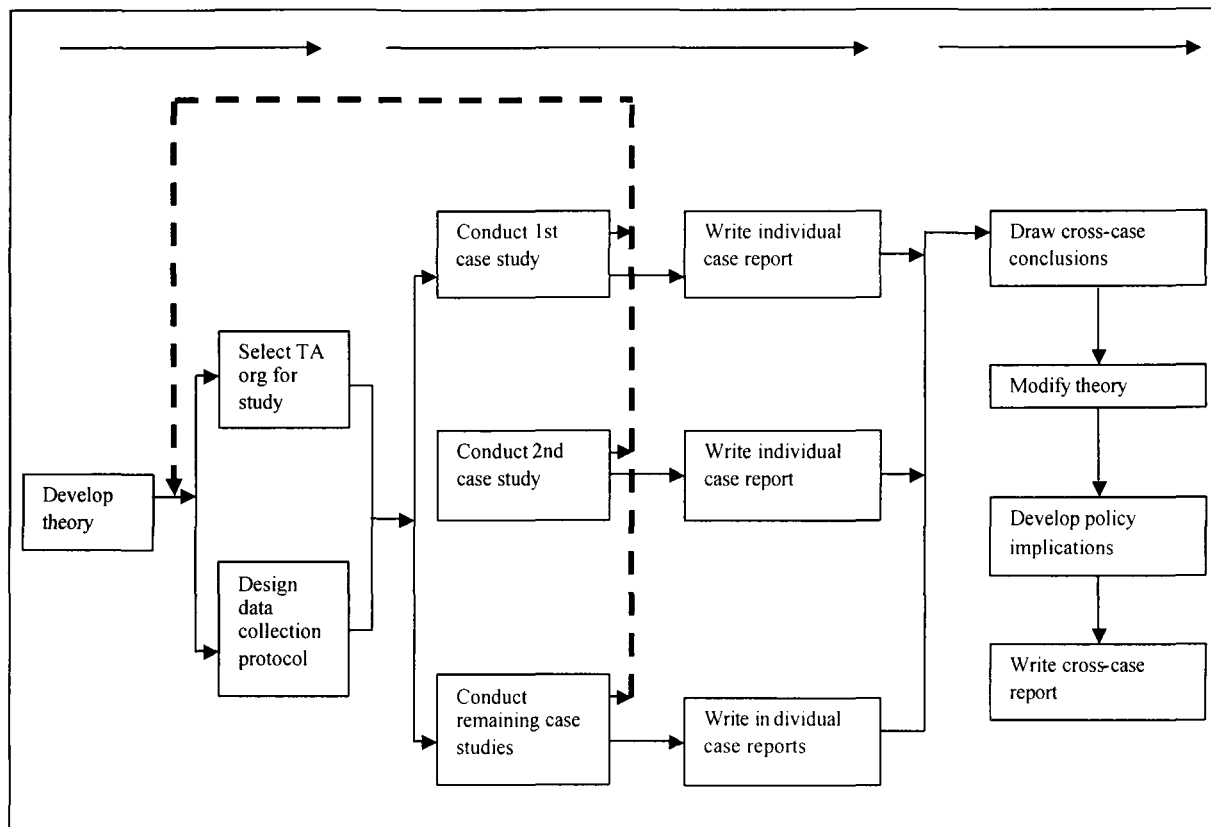 Develop
theory
Select TA
org for
study
Design
data
collection
protocol
Conduct 1st
case study
Conduct 2nd
case study
Conduct
remaining case
studies
Write individual
case report
Write individual
case report
Write in dividual
case reports
Draw cross-case
conclusions
Modify theory
Develop policy
implications
Write cross-case
report